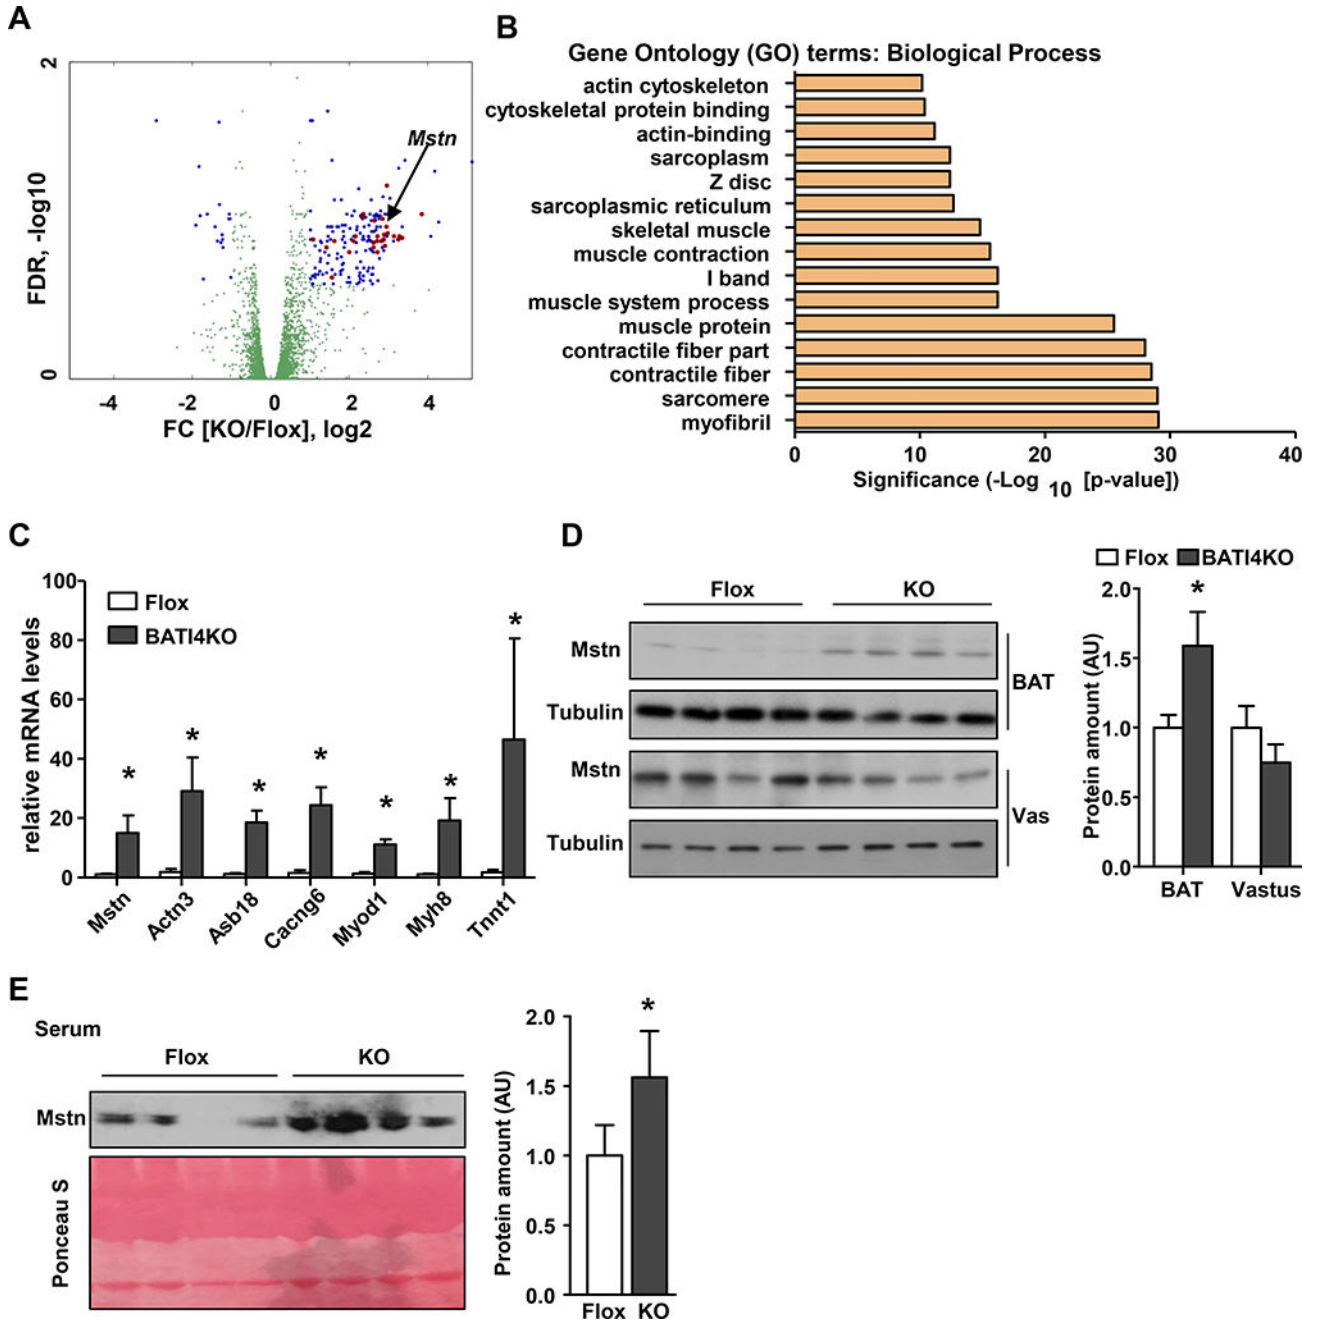 A
2
0
FDR, -log10
Mstn
-4 -2 0 2 4
FC [KO/Flox], log2
B
Gene Ontology (GO) terms: Biological Process
actin cytoskeleton
cytoskeletal protein binding
actin-binding
sarcoplasm
Z disc
sarcoplasmic reticulum
skeletal muscle
muscle contraction
I band
muscle system process
muscle protein
contractile fiber part
contractile fiber
sarcomere
myofibril
0 10 20 30 40
Significance (-Log 10 [p-value])
C
relative mRNA levels
100
80
60
40
20
0
Flox
BATI4KO
* * * * * * *
Mstn Actn3 Asb18 Cacng6 Myod1 Myh8 Tnnt1
D
Flox KO
Mstn
Tubulin
BAT
Mstn
Tubulin
Vas
Flox BATI4KO
Protein amount (AU)
2.0
1.5
1.0
0.5
0.0
*
BAT Vastus
E
Serum
Flox KO
Mstn
Ponceau S
Protein amount (AU)
2.0
1.5
1.0
0.5
0.0
*
Flox KO